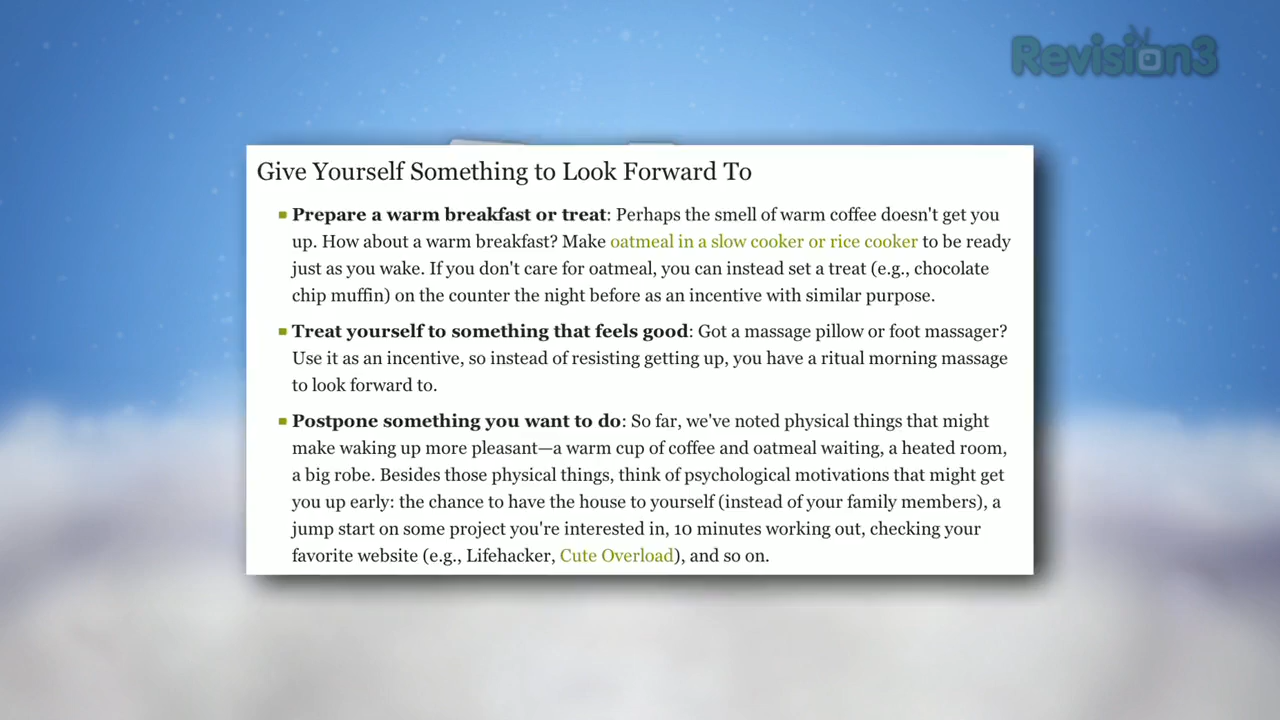 Revision3
Give Yourself Something to Look Forward To
Prepare a warm breakfast or treat: Perhaps the smell of warm coffee doesn't get you
up. How about a warm breakfast? Make oatmeal in a slow cooker or rice cooker to be ready
just as you wake. If you don't care for oatmeal, you can instead set a treat (e.g., chocolate
chip muffin) on the counter the night before as an incentive with similar purpose.
Treat yourself to something that feels good: Got a massage pillow or foot massager?
Use it as an incentive, so instead of resisting getting up, you have a ritual morning massage
to look forward to.
Postpone something you want to do: So far, we've noted physical things that might
make waking up more pleasant—a warm cup of coffee and oatmeal waiting, a heated room,
a big robe. Besides those physical things, think of psychological motivations that might get
you up early: the chance to have the house to yourself (instead of your family members), a
jump start on some project you're interested in, 10 minutes working out, checking your
favorite website (e.g., Lifehacker, Cute Overload), and so on.